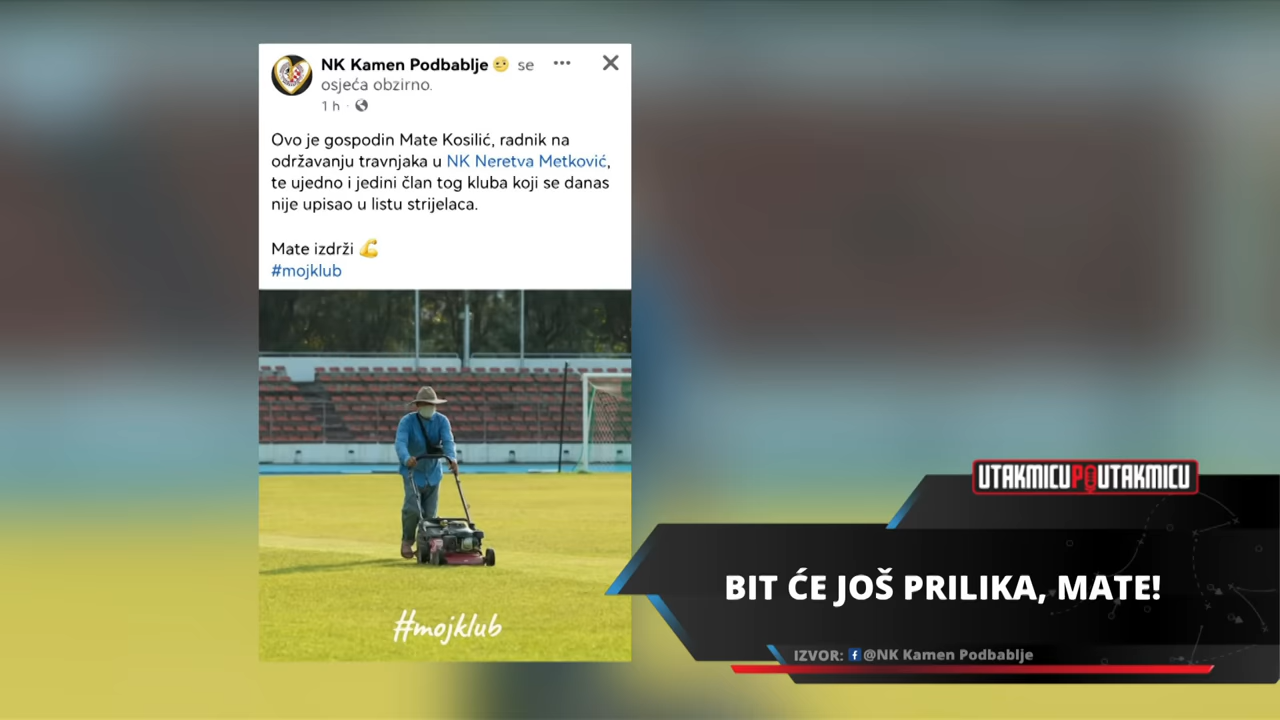 NK Kamen Podbablje 🫤 se
osjeća obzirno.
1 h ·
Ovo je gospodin Mate Kosilić, radnik na
održavanju travnjaka u NK Neretva Metković,
te ujedno i jedini član tog kluba koji se danas
nije upisao u listu strijelaca.
Mate izdrži 💪
#mojklub
#mojklub
UTAKMICU PO UTAKMICU
BIT ĆE JOŠ PRILIKA, MATE!
IZVOR: f @NK Kamen Podbablje